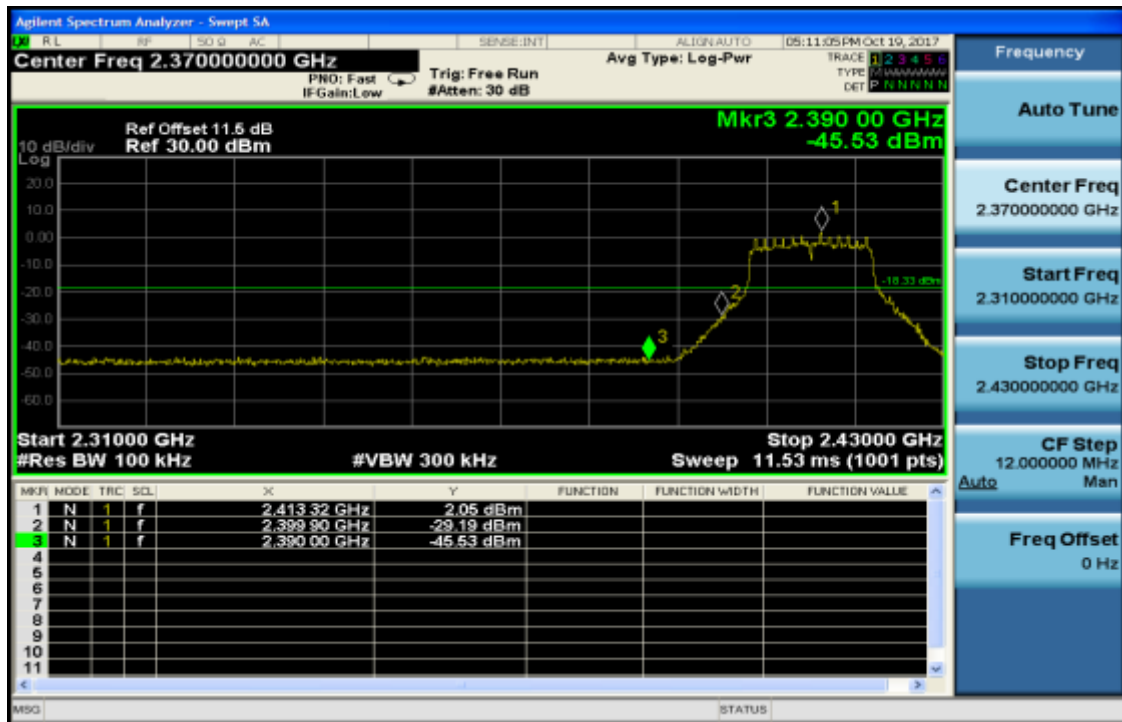 Agilent Spectrum Analyzer - Swept SA
RL RF 50 Ω AC SENSE:INT ALIGN AUTO 05:11:05 PM Oct 19, 2017
Center Freq 2.370000000 GHz
PNO: Fast
IFGain:Low
Trig: Free Run
#Atten: 30 dB
Avg Type: Log-Pwr
TRACE 1 2 3 4 5 6
TYPE
DET P N N N N N
Mkr3 2.390 00 GHz
-45.53 dBm
Ref Offset 11.5 dB
10 dB/div Ref 30.00 dBm
Log
20.0
10.0
0.00
-10.0
-20.0
-30.0
-40.0
-50.0
-60.0
1
2
3
-18.33 dBm
Start 2.31000 GHz Stop 2.43000 GHz
#Res BW 100 kHz #VBW 300 kHz Sweep 11.53 ms (1001 pts)
MKR MODE TRC SCL X Y FUNCTION FUNCTION WIDTH FUNCTION VALUE
1 N 1 f 2.413 32 GHz 2.05 dBm
2 N 1 f 2.399 90 GHz -29.19 dBm
3 N 1 f 2.390 00 GHz -45.53 dBm
4
5
6
7
8
9
10
11
MSG STATUS
Frequency
Auto Tune
Center Freq
2.370000000 GHz
Start Freq
2.310000000 GHz
Stop Freq
2.430000000 GHz
CF Step
12.000000 MHz
Auto Man
Freq Offset
0 Hz